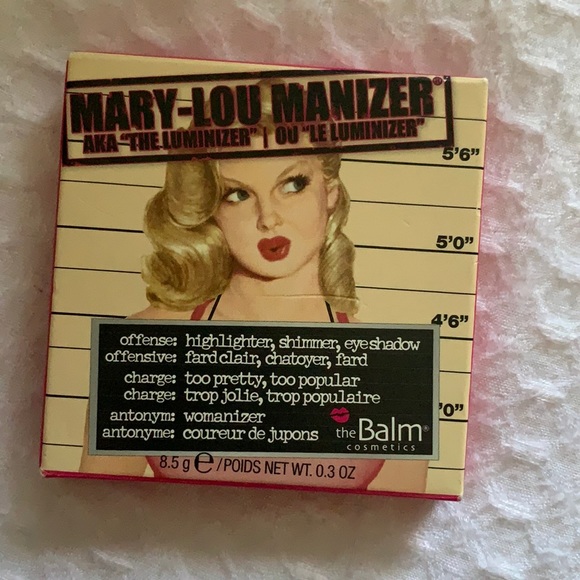 MARY-LOU MANIZER®
AKA "THE LUMINIZER" | OU "LE LUMINIZER"
5'6"
5'0"
4'6"
offense: highlighter, shimmer, eyeshadow
offensive: fard clair, chatoyer, fard
charge: too pretty, too popular
charge: trop jolie, trop populaire
'0"
antonym: womanizer
antonyme: coureur de jupons
theBalm®
cosmetics
8.5 g e/POIDS NET WT. 0.3 OZ